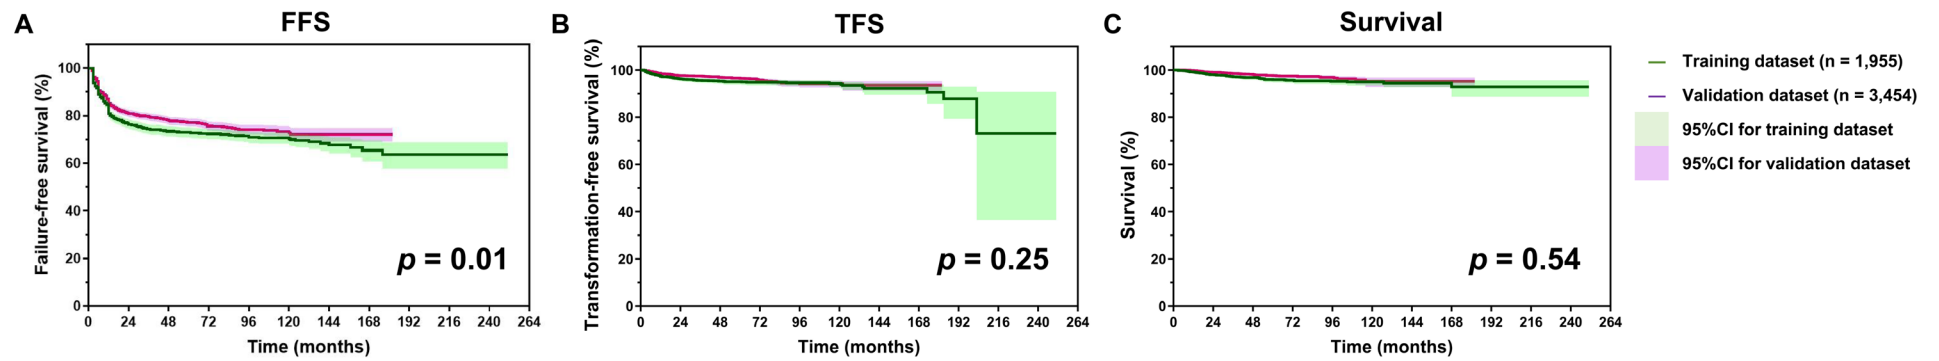 A
FFS
Failure-free survival (%)
100
80
60
40
20
0
0 24 48 72 96 120 144 168 192 216 240 264
Time (months)
p = 0.01
B
TFS
Transformation-free survival (%)
100
80
60
40
20
0
0 24 48 72 96 120 144 168 192 216 240 264
Time (months)
p = 0.25
C
Survival
Survival (%)
100
80
60
40
20
0
0 24 48 72 96 120 144 168 192 216 240 264
Time (months)
p = 0.54
Training dataset (n = 1,955)
Validation dataset (n = 3,454)
95%CI for training dataset
95%CI for validation dataset